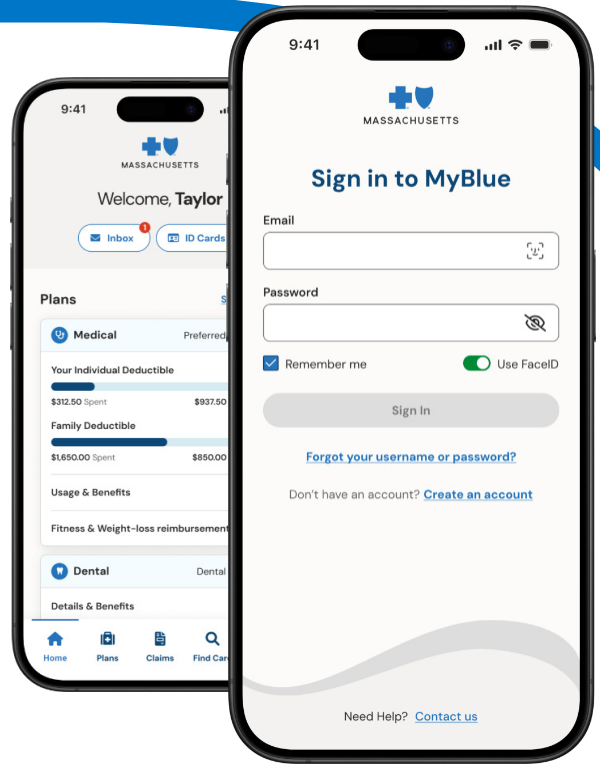 9:41
MASSACHUSETTS
Welcome, Taylor
Inbox
1
ID Cards
Plans
Medical
Preferred
Your Individual Deductible
$312.50 Spent
$937.50
Family Deductible
$1,650.00 Spent
$850.00
Usage & Benefits
Fitness & Weight-loss reimbursement
Dental
Dental
Details & Benefits
Home
Plans
Claims
Find Care
9:41
MASSACHUSETTS
Sign in to MyBlue
Email
Password
Remember me
Use FaceID
Sign In
Forgot your username or password?
Don't have an account? Create an account
Need Help? Contact us